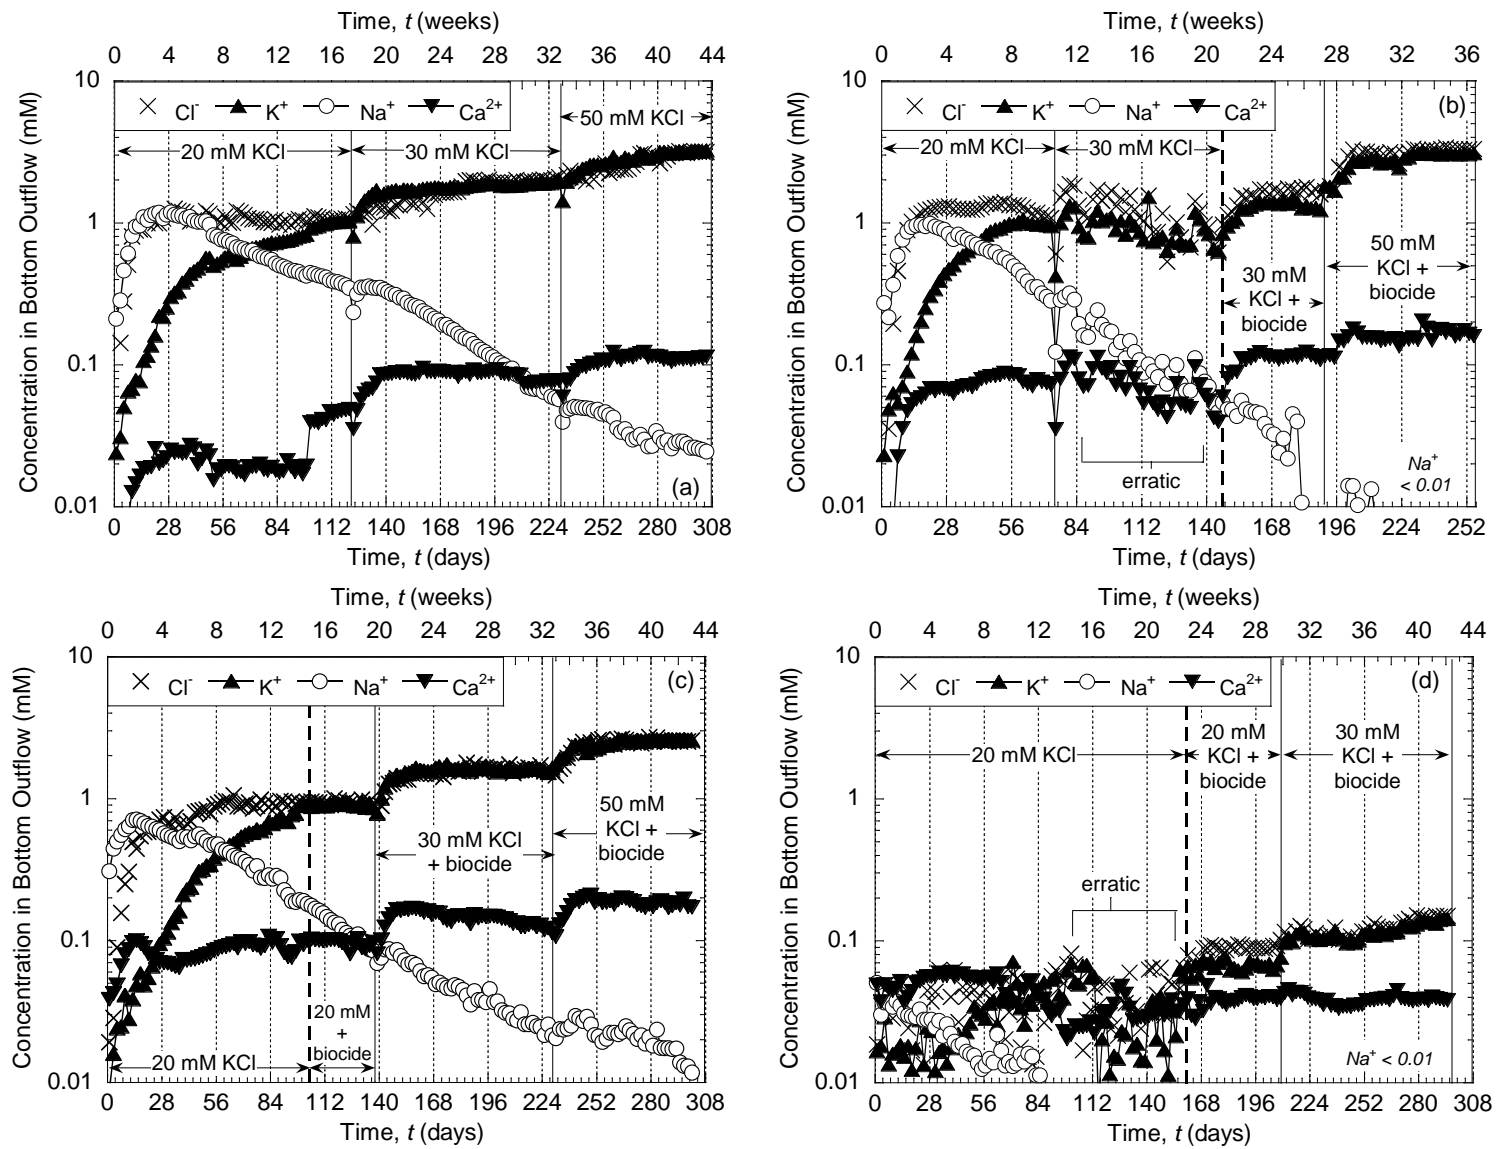 Time, t (weeks)
0 4 8 12 16 20 24 28 32 36 40 44
Concentration in Bottom Outflow (mM)
10
1
0.1
0.01
Cl- K+ Na+ Ca2+
50 mM KCl
20 mM KCl
30 mM KCl
(a)
0 28 56 84 112 140 168 196 224 252 280 308
Time, t (days)
Time, t (weeks)
0 4 8 12 16 20 24 28 32 36
Concentration in Bottom Outflow (mM)
10
1
0.1
0.01
Cl- K+ Na+ Ca2+
(b)
20 mM KCl
30 mM KCl
50 mM
KCl +
biocide
30 mM
KCl +
biocide
erratic
Na+
< 0.01
0 28 56 84 112 140 168 196 224 252
Time, t (days)
Time, t (weeks)
0 4 8 12 16 20 24 28 32 36 40 44
Concentration in Bottom Outflow (mM)
10
1
0.1
0.01
Cl- K+ Na+ Ca2+
(c)
50 mM
KCl +
biocide
30 mM KCl
+ biocide
20 mM
+
biocide
20 mM KCl
0 28 56 84 112 140 168 196 224 252 280 308
Time, t (days)
Time, t (weeks)
0 4 8 12 16 20 24 28 32 36 40 44
Concentration in Bottom Outflow (mM)
10
1
0.1
0.01
Cl- K+ Na+ Ca2+
(d)
20 mM KCl
20 mM
KCl +
biocide
30 mM
KCl +
biocide
erratic
Na+ < 0.01
0 28 56 84 112 140 168 196 224 252 280 308
Time, t (days)